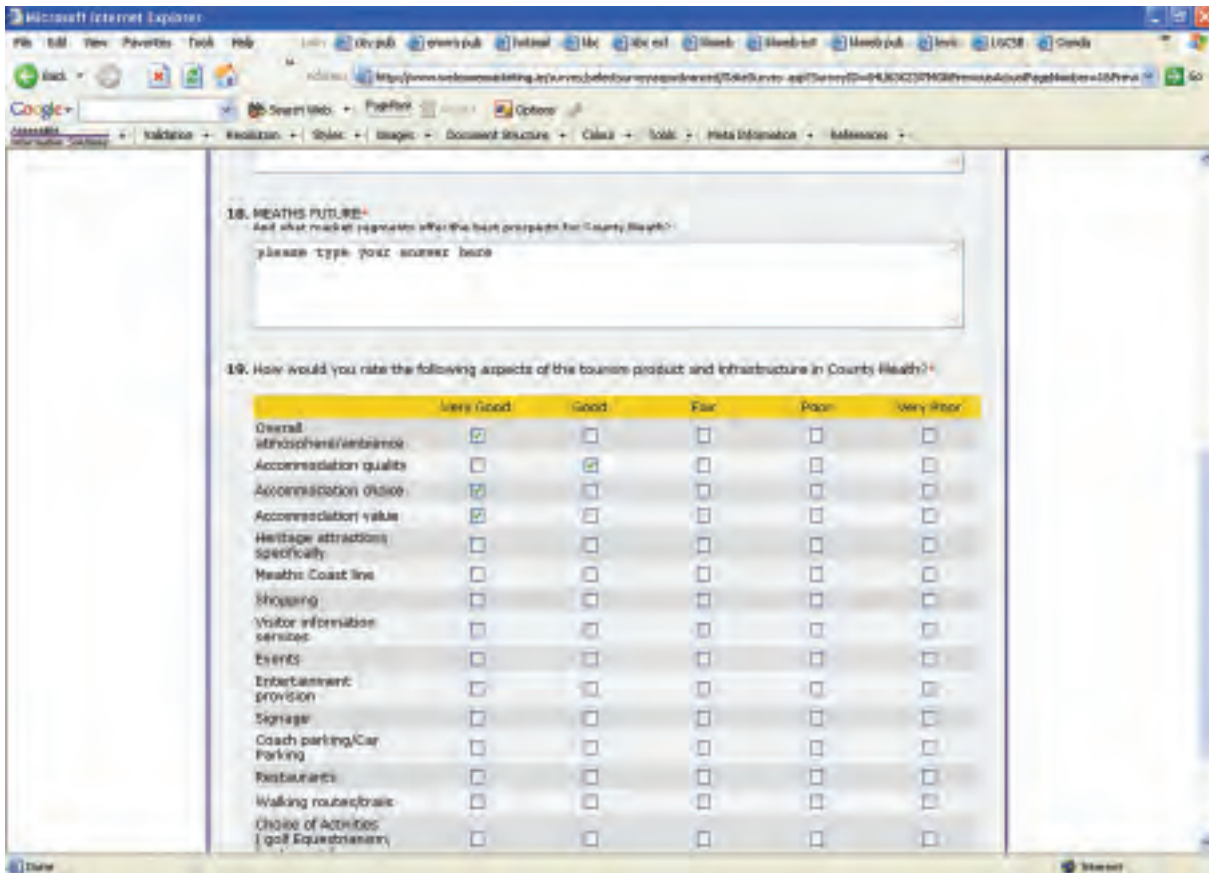 Microsoft Internet Explorer
File Edit View Favorites Tools Help
Back
Go
Google
Search Web PageRank Options
Validation Resolution Styles Images Document Structure Colour Tools Meta Information References
18. MEATHS FUTURE*
And what market segments offer the best prospects for County Meath?
please type your answer here
19. How would you rate the following aspects of the tourism product and infrastructure in County Meath?*
Very Good Good Fair Poor Very Poor
Overall
atmosphere/ambience
Accommodation quality
Accommodation choice
Accommodation value
Heritage attractions
specifically
Meaths Coast line
Shopping
Visitor information
services
Events
Entertainment
provision
Signage
Coach parking/Car
Parking
Restaurants
Walking routes/trails
Choice of Activities
( golf Equestrianism,
Done
Internet